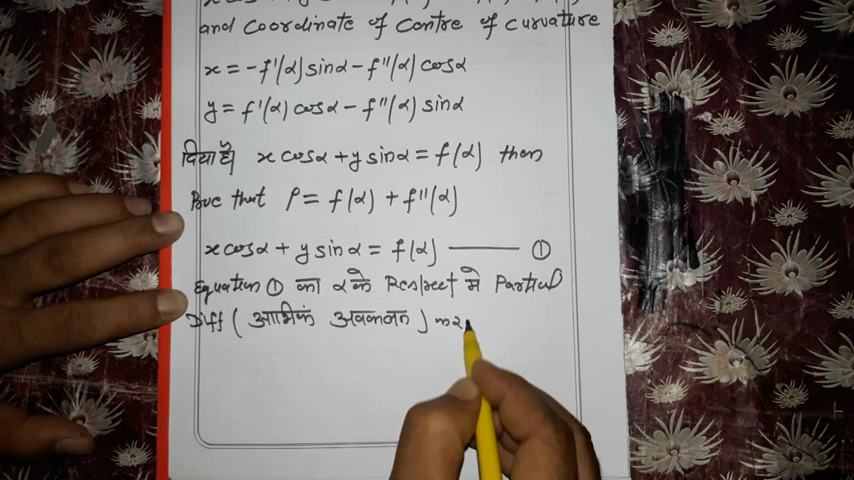 and Coordinate of Centre of curvature
x = -f'(α) sinα - f''(α) cosα
y = f'(α) cosα - f''(α) sinα
दिया है। x cosα + y sinα = f(α) then
Prove that ρ = f(α) + f''(α)
x cosα + y sinα = f(α) ——— ①
Equation ① का α के Respect मे Partial
Diff ( आंशिक अवकलन )